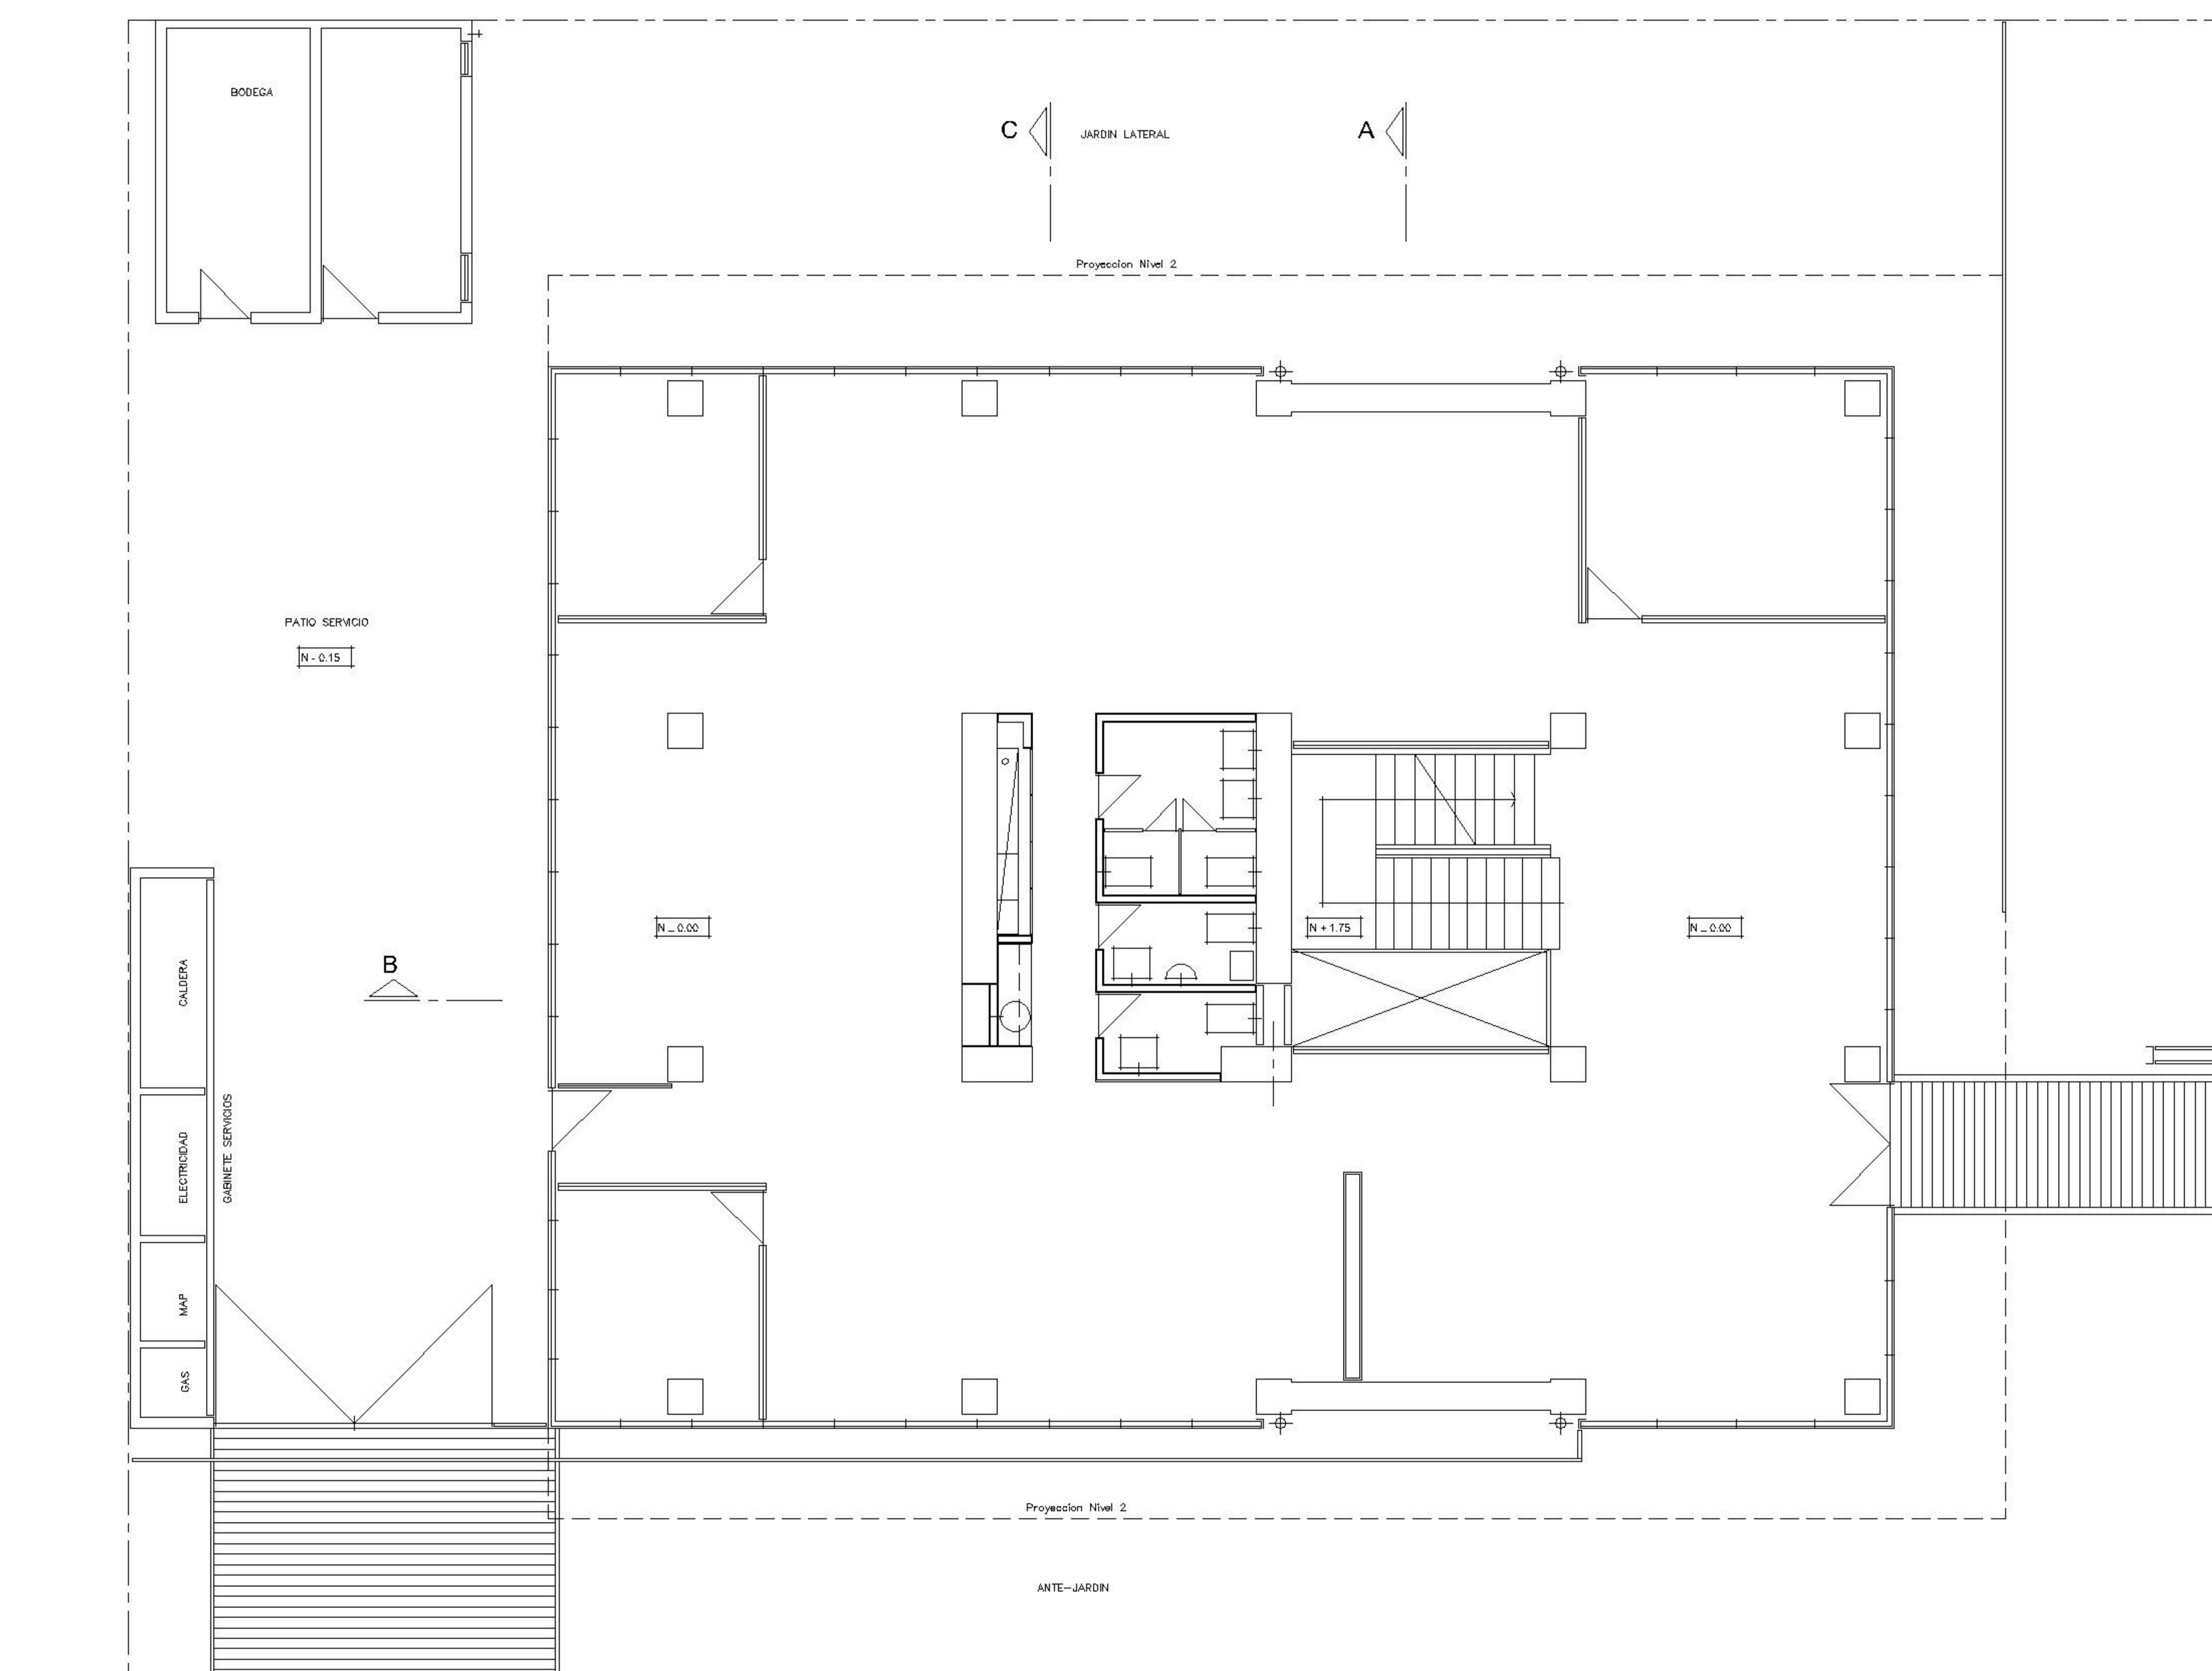 BODEGA
C
JARDIN LATERAL
A
Proyeccion Nivel 2
PATIO SERVICIO
N - 0.15
N _ 0.00
N + 1.75
N _ 0.00
B
CALDERA
ELECTRICIDAD
GABINETE SERVICIOS
MAP
GAS
Proyeccion Nivel 2
ANTE-JARDIN